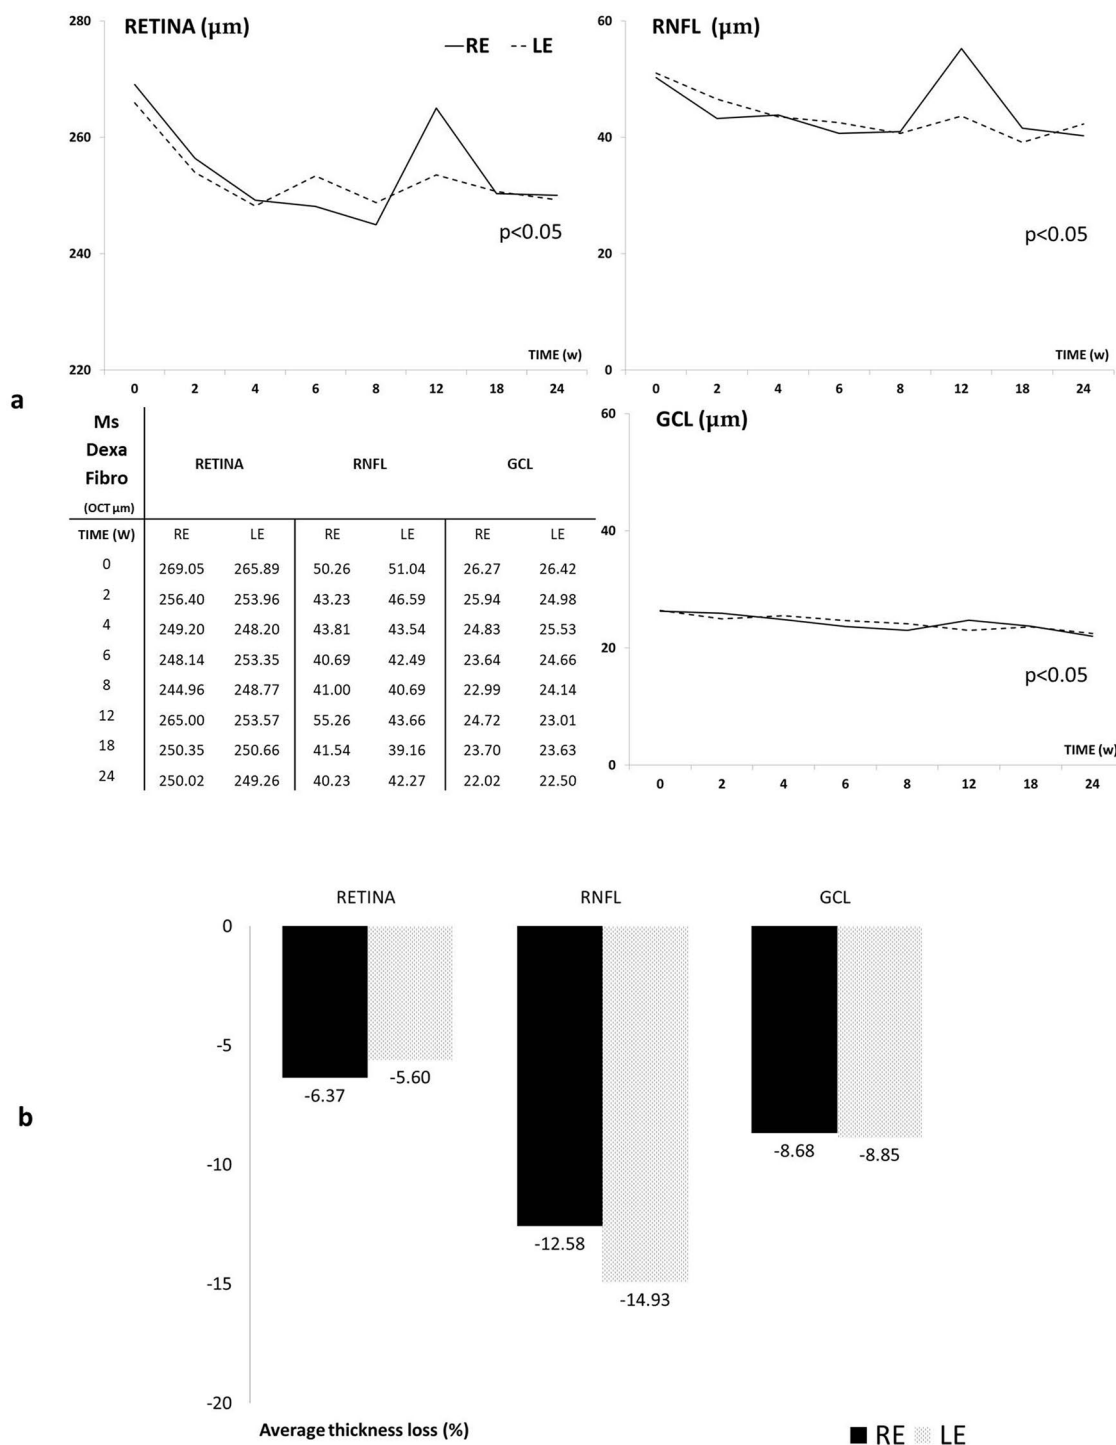 RETINA (µm)
RE LE
280
260
240
220
p<0.05
TIME (w)
0 2 4 6 8 12 18 24
RNFL (µm)
60
40
20
0
p<0.05
TIME (w)
0 2 4 6 8 12 18 24
a
Ms
Dexa
Fibro
(OCT µm)
RETINA RNFL GCL
TIME (W) RE LE RE LE RE LE
0 269.05 265.89 50.26 51.04 26.27 26.42
2 256.40 253.96 43.23 46.59 25.94 24.98
4 249.20 248.20 43.81 43.54 24.83 25.53
6 248.14 253.35 40.69 42.49 23.64 24.66
8 244.96 248.77 41.00 40.69 22.99 24.14
12 265.00 253.57 55.26 43.66 24.72 23.01
18 250.35 250.66 41.54 39.16 23.70 23.63
24 250.02 249.26 40.23 42.27 22.02 22.50
GCL (µm)
60
40
20
0
p<0.05
TIME (w)
0 2 4 6 8 12 18 24
b
RETINA RNFL GCL
0
-5
-10
-15
-20
-6.37 -5.60
-12.58 -14.93
-8.68 -8.85
Average thickness loss (%)
RE LE